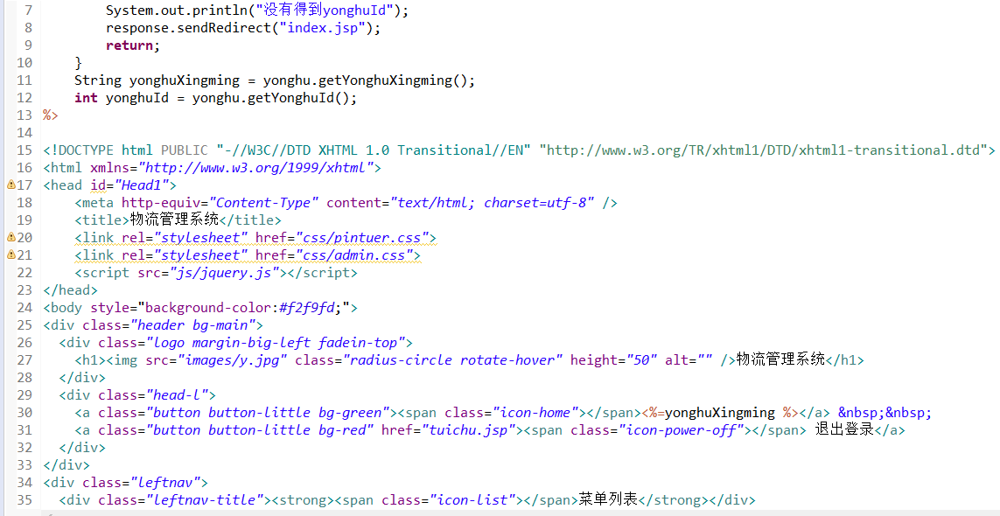 7 System.out.println("没有得到yonghuId");
8 response.sendRedirect("index.jsp");
9 return;
10 }
11 String yonghuXingming = yonghu.getYonghuXingming();
12 int yonghuId = yonghu.getYonghuId();
13 %>
14
15 <!DOCTYPE html PUBLIC "-//W3C//DTD XHTML 1.0 Transitional//EN" "http://www.w3.org/TR/xhtml1/DTD/xhtml1-transitional.dtd">
16 <html xmlns="http://www.w3.org/1999/xhtml">
17 <head id="Head1">
18 <meta http-equiv="Content-Type" content="text/html; charset=utf-8" />
19 <title>物流管理系统</title>
20 <link rel="stylesheet" href="css/pintuer.css">
21 <link rel="stylesheet" href="css/admin.css">
22 <script src="js/jquery.js"></script>
23 </head>
24 <body style="background-color:#f2f9fd;">
25 <div class="header bg-main">
26 <div class="logo margin-big-left fadein-top">
27 <h1><img src="images/y.jpg" class="radius-circle rotate-hover" height="50" alt="" />物流管理系统</h1>
28 </div>
29 <div class="head-l">
30 <a class="button button-little bg-green"><span class="icon-home"></span><%=yonghuXingming %></a> &nbsp;&nbsp;
31 <a class="button button-little bg-red" href="tuichu.jsp"><span class="icon-power-off"></span> 退出登录</a>
32 </div>
33 </div>
34 <div class="leftnav">
35 <div class="leftnav-title"><strong><span class="icon-list"></span>菜单列表</strong></div>